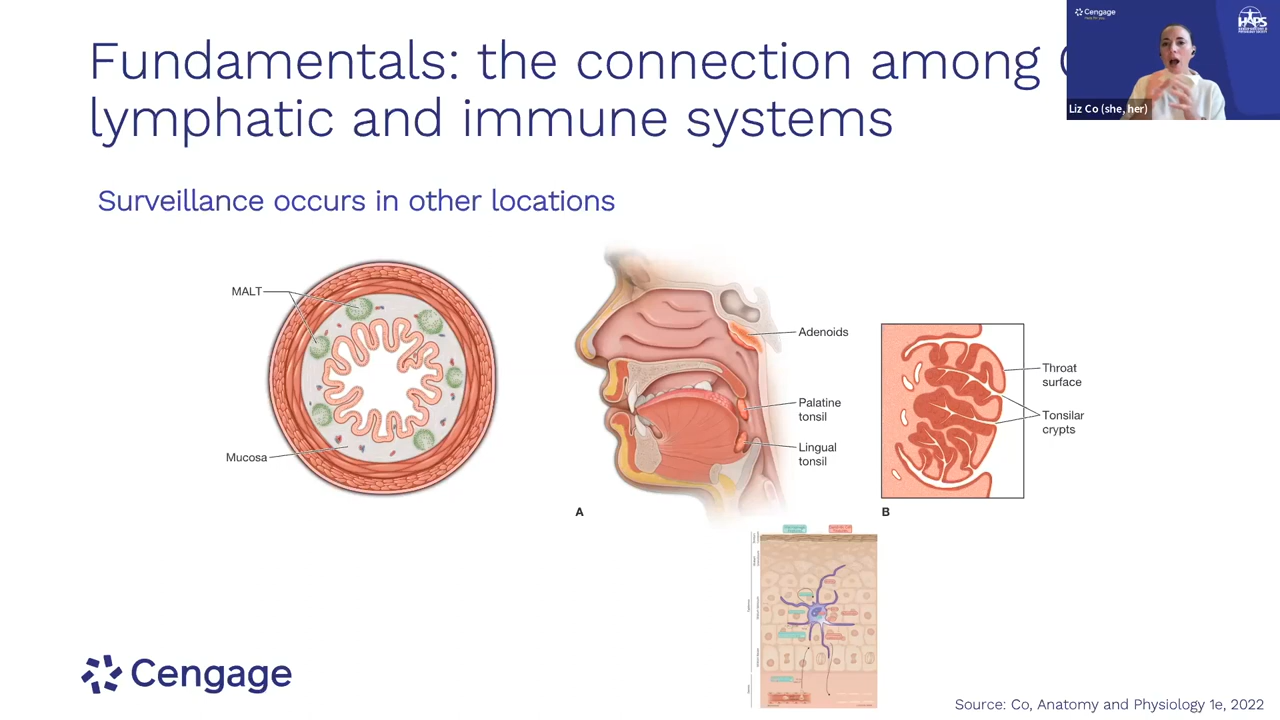 Fundamentals: the connection among
lymphatic and immune systems
Cengage
HAPS
Liz Co (she, her)
Surveillance occurs in other locations
MALT
Mucosa
Adenoids
Palatine
tonsil
Lingual
tonsil
A
Throat
surface
Tonsilar
crypts
B
Cengage
Source: Co, Anatomy and Physiology 1e, 2022